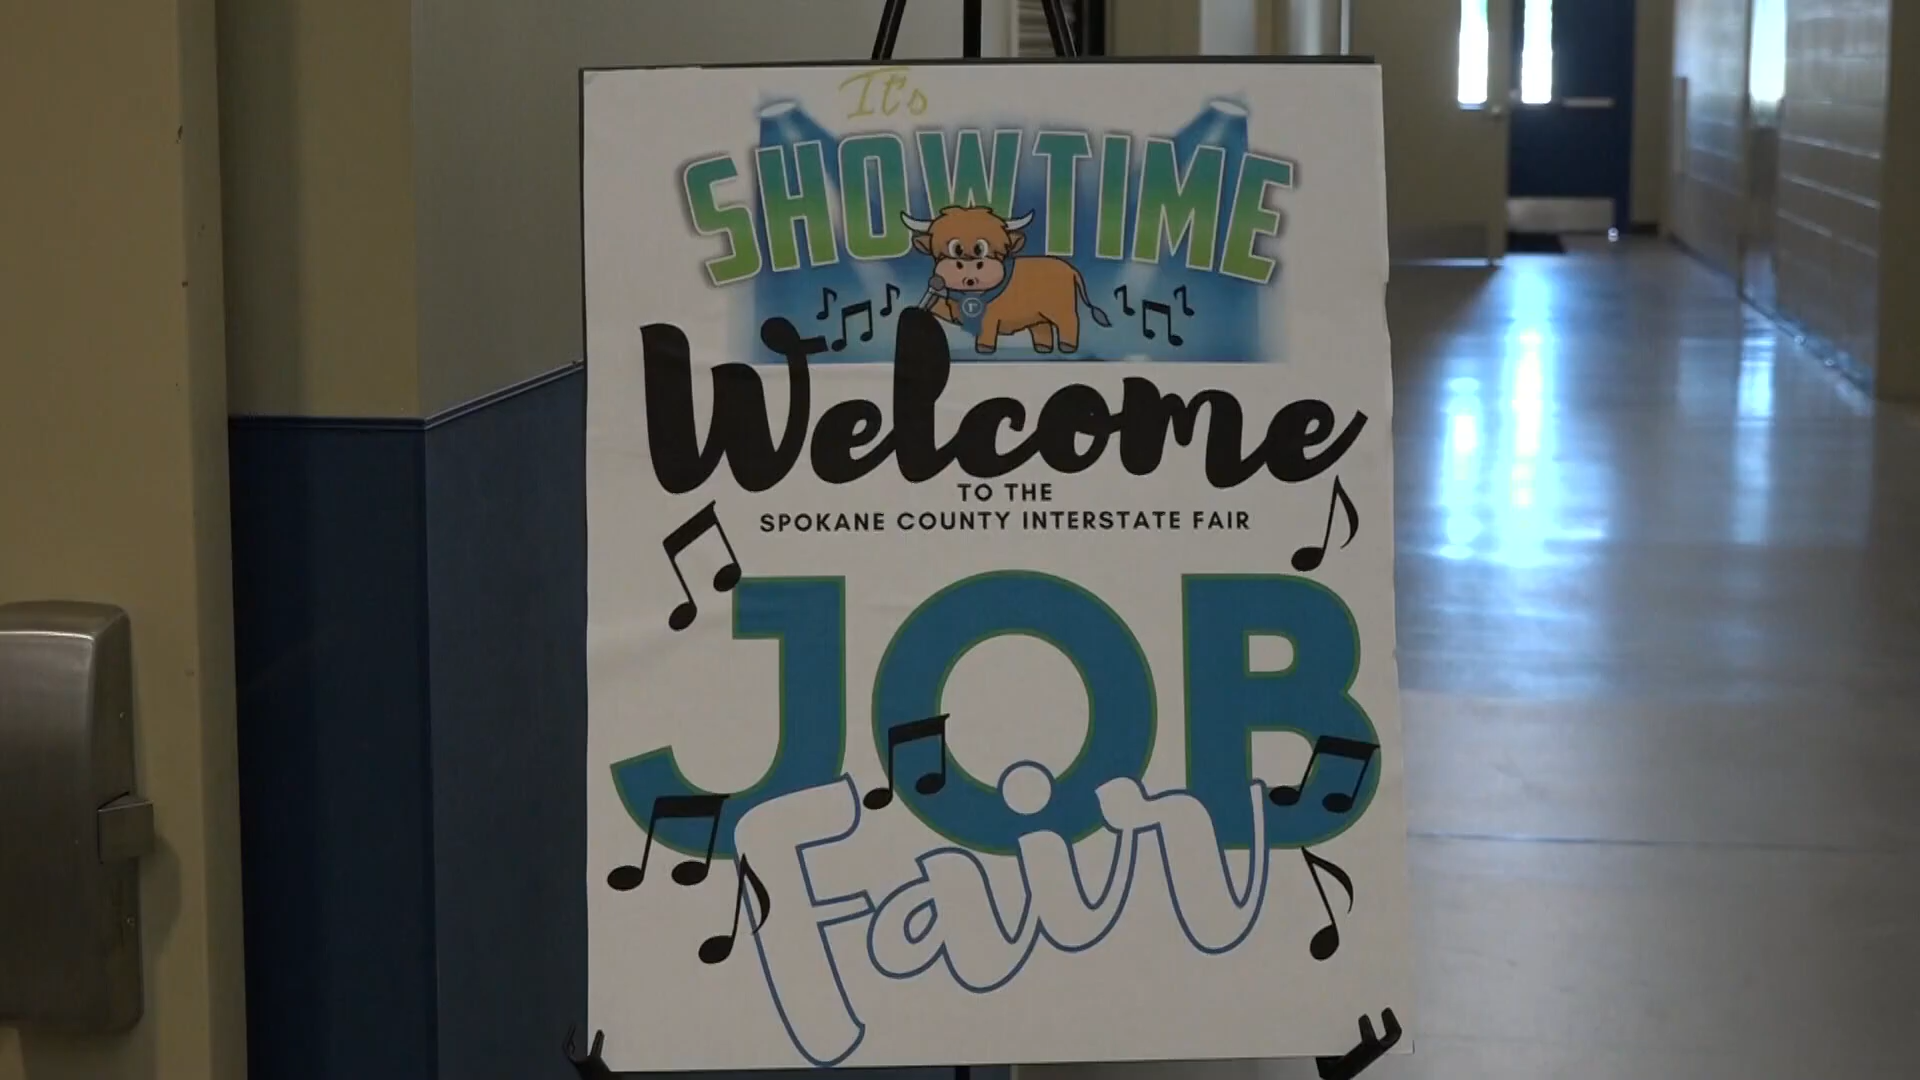 It's
SHOWTIME
Welcome
TO THE
SPOKANE COUNTY INTERSTATE FAIR
JOB
Fair